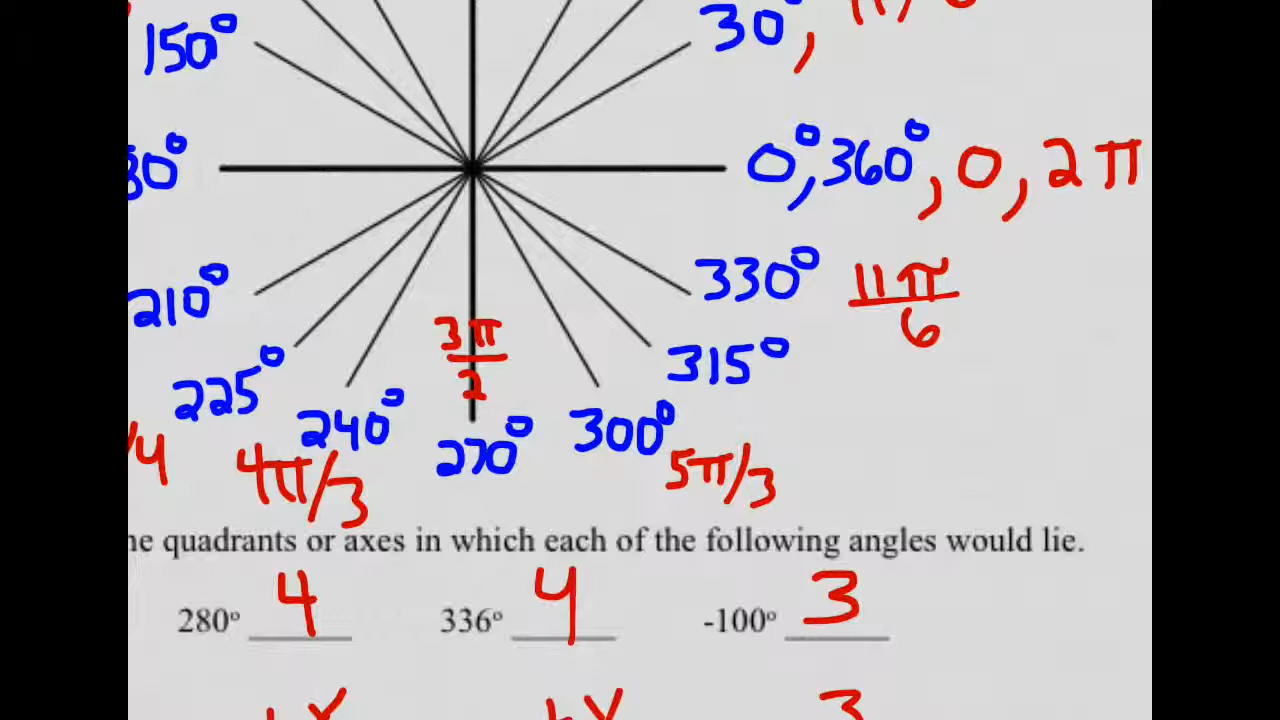 150° 30°,
0°, 360°, 0, 2π
210° 330° 11π/6
3π/2
225° 315°
240° 270° 300°
4π/3 5π/3
quadrants or axes in which each of the following angles would lie.
280° 4 336° 4 -100° 3
3